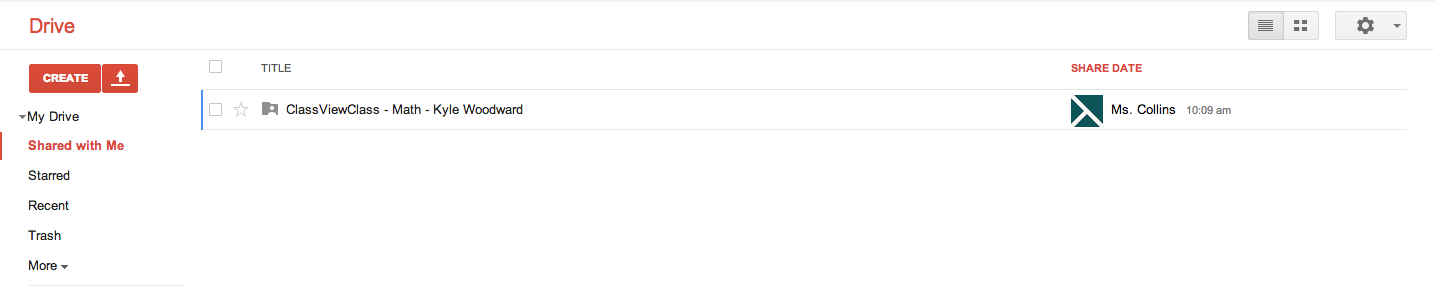 Drive
CREATE
TITLE
SHARE DATE
ClassViewClass - Math - Kyle Woodward
Ms. Collins 10:09 am
My Drive
Shared with Me
Starred
Recent
Trash
More